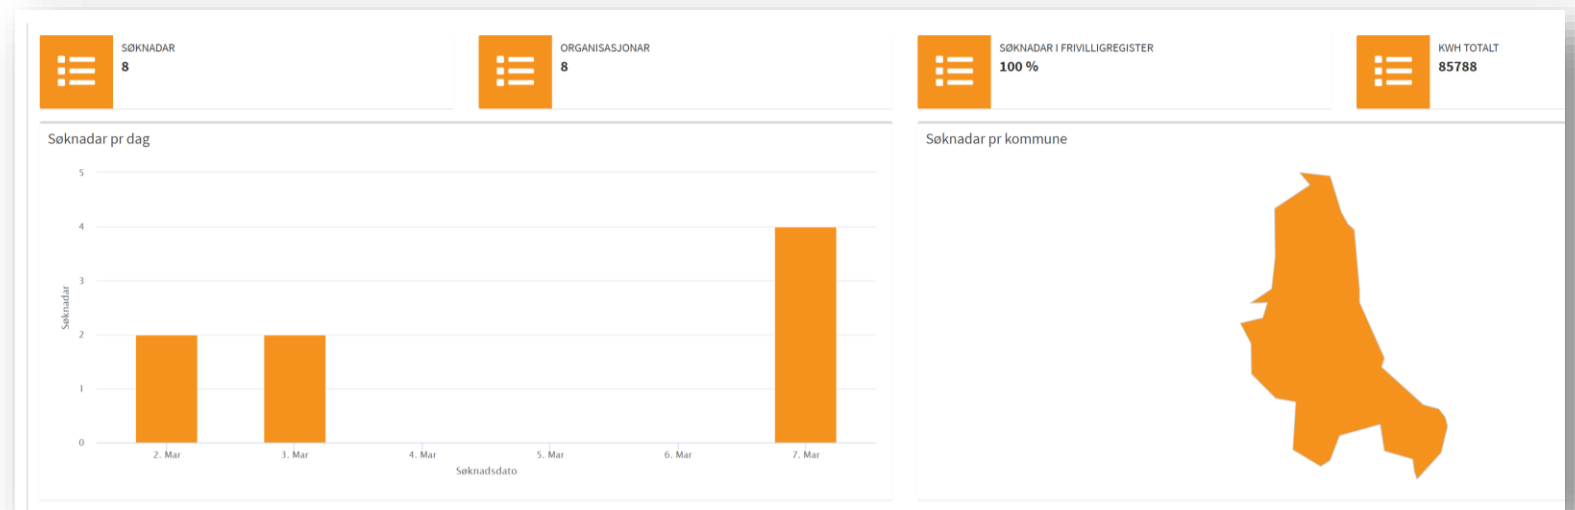 SØKNADAR
8
ORGANISASJONAR
8
SØKNADAR I FRIVILLIGREGISTER
100 %
KWH TOTALT
85788
Søknadar pr dag
5
4
3
2
1
0
Søknadar
2. Mar
3. Mar
4. Mar
5. Mar
6. Mar
7. Mar
Søknadsdato
Søknadar pr kommune